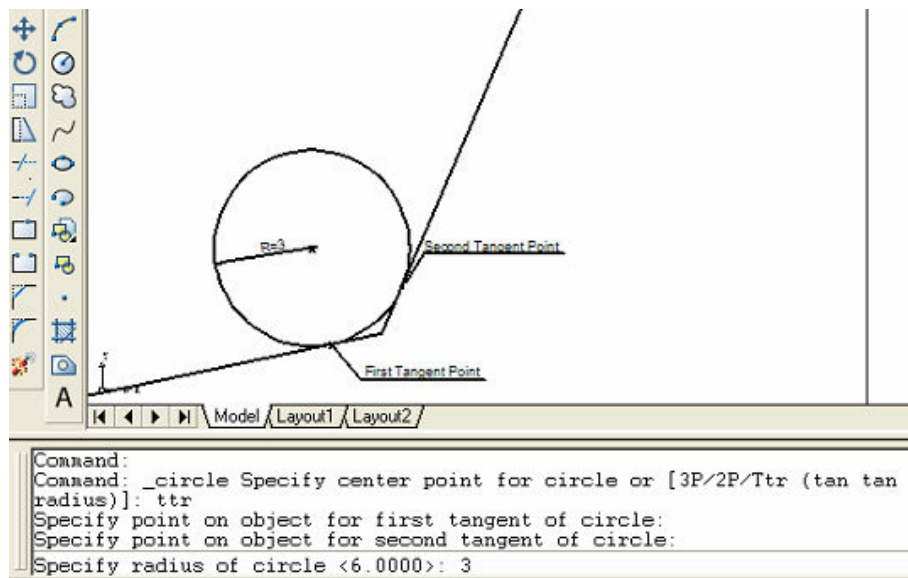 R=3
Second Tangent Point
First Tangent Point
A
Model Layout1 Layout2
Command:
Command: _circle Specify center point for circle or [3P/2P/Ttr (tan tan
radius)]: ttr
Specify point on object for first tangent of circle:
Specify point on object for second tangent of circle:
Specify radius of circle <6.0000>: 3